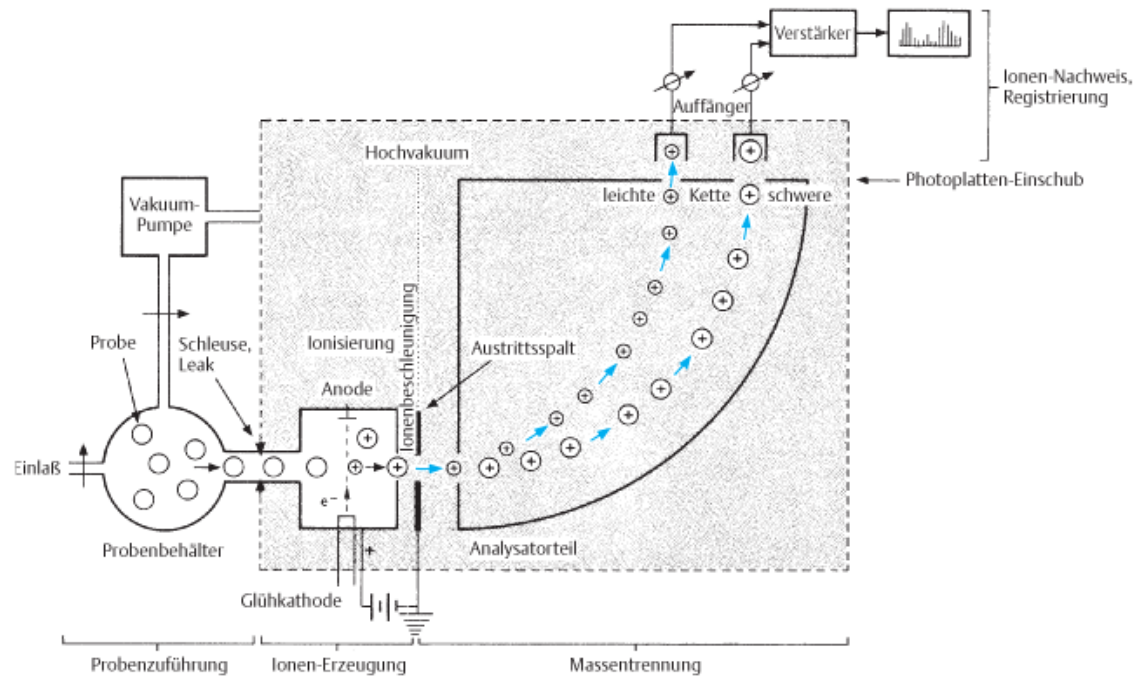 Verstärker
Ionen-Nachweis,
Registrierung
Auffänger
Hochvakuum
Photoplatten-Einschub
leichte Kette schwere
Vakuum-
Pumpe
Ionenbeschleunigung
Probe
Schleuse,
Leak
Ionisierung
Austrittsspalt
Anode
Einlaß
e⁻
+
Probenbehälter
Analysatorteil
Glühkathode
Probenzuführung
Ionen-Erzeugung
Massentrennung